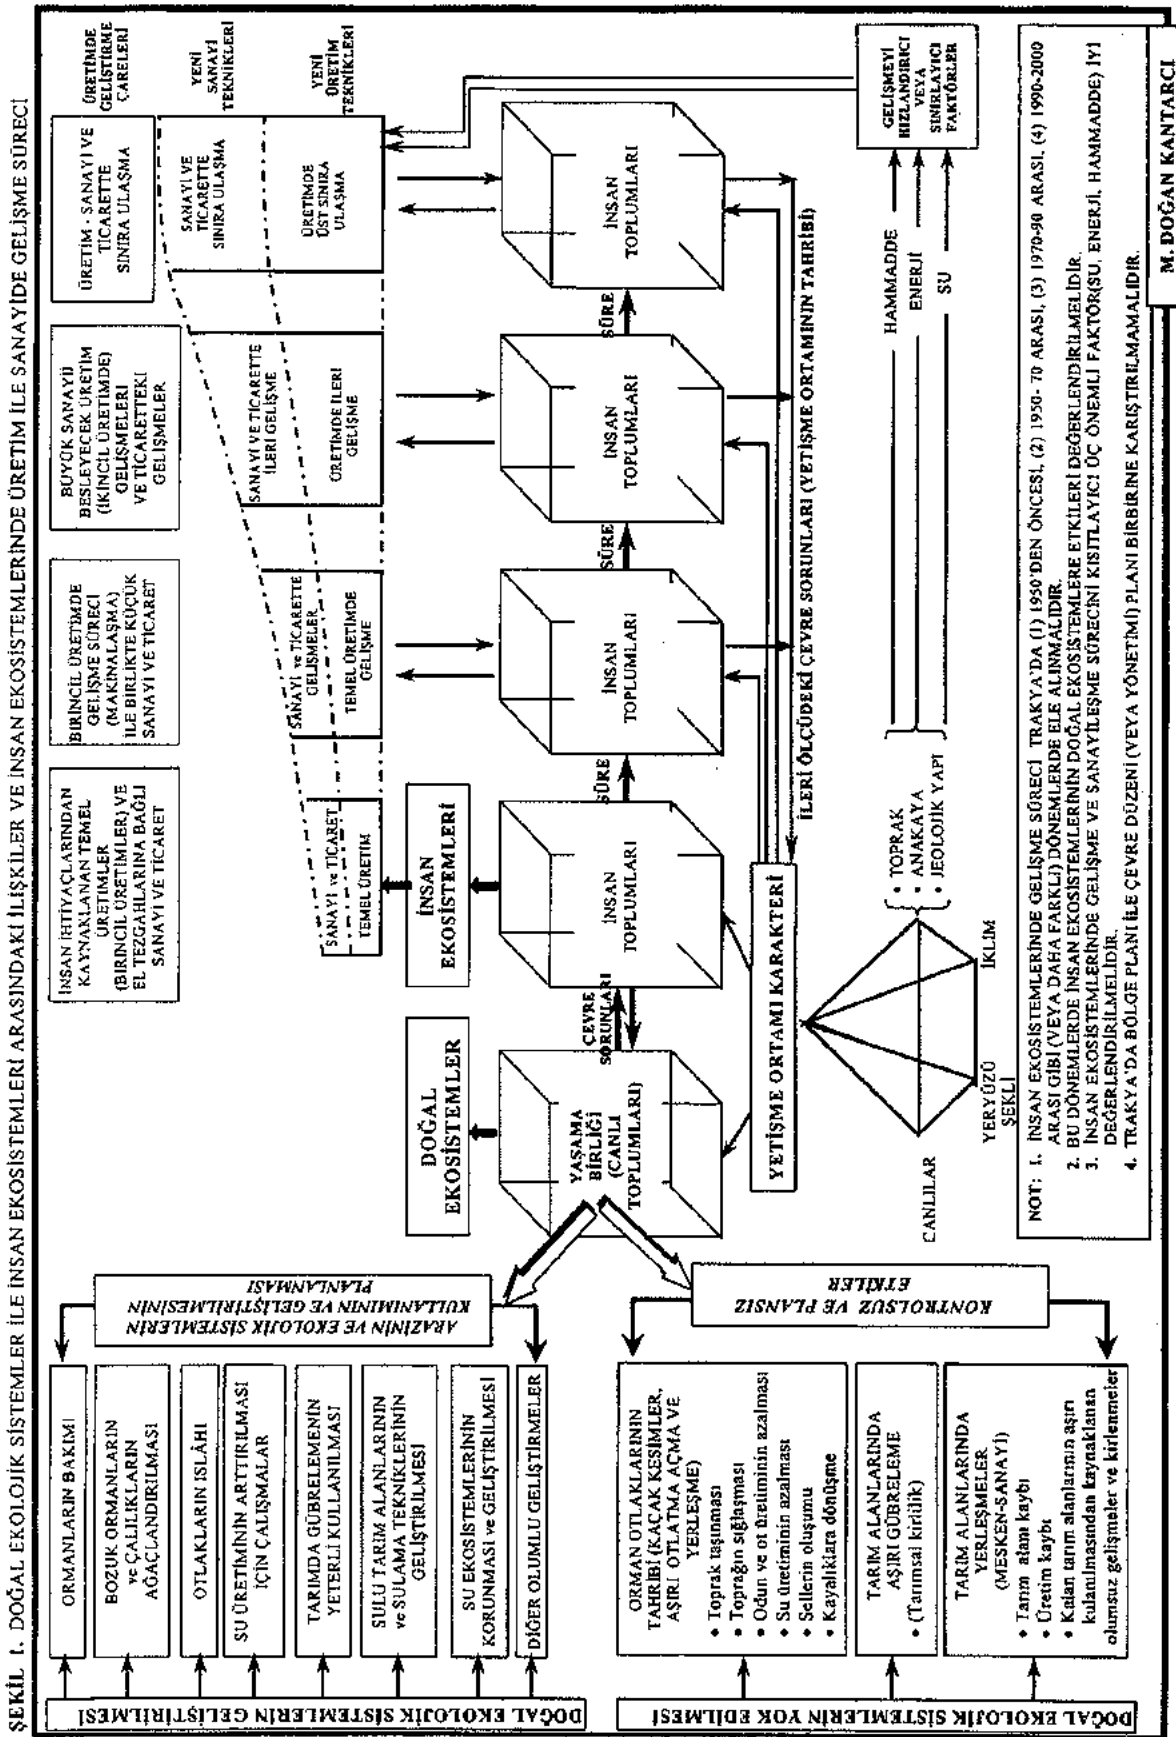 ŞEKİL 1. DOĞAL EKOLOJİK SİSTEMLER İLE İNSAN EKOSİSTEMLERİ ARASINDAKİ İLİŞKİLER VE İNSAN EKOSİSTEMLERİNDE ÜRETİM İLE SANAYİDE GELİŞME SÜRECİ
DOĞAL EKOLOJİK SİSTEMLERİN GELİŞTİRİLMESİ
ORMANLARIN BAKIMI
BOZUK ORMANLARIN
ve ÇALILIKLARIN
AĞAÇLANDIRILMASI
OTLAKLARIN ISLÂHI
SU ÜRETİMİNİN ARTTIRILMASI
İÇİN ÇALIŞMALAR
TARIMDA GÜBRELEMENİN
YETERLİ KULLANILMASI
SULU TARIM ALANLARININ
ve SULAMA TEKNİKLERİNİN
GELİŞTİRİLMESİ
SU EKOSİSTEMLERİNİN
KORUNMASI ve GELİŞTİRİLMESİ
DİĞER OLUMLU GELİŞTİRMELER
ARAZİNİN VE EKOLOJİK SİSTEMLERİN
KULLANIMININ VE GELİŞTİRİLMESİNİN
PLANLANMASI
DOĞAL EKOLOJİK SİSTEMLERİN YOK EDİLMESİ
ORMAN OTLAKLARININ
TAHRİBİ (KAÇAK KESİMLER,
AŞIRI OTLATMA AÇMA VE
YERLEŞME)
• Toprak taşınması
• Toprağın sığlaşması
• Odun ve ot üretiminin azalması
• Su üretiminin azalması
• Sellerin oluşumu
• Kayalıklara dönüşme
TARIM ALANLARINDA
AŞIRI GÜBRELEME
• (Tarımsal kirlilik)
TARIM ALANLARINDA
YERLEŞMELER
(MESKEN-SANAYİ)
• Tarım alanı kaybı
• Üretim kaybı
• Kalan tarım alanlarının aşırı
kulanılmasından kaynaklanan
olumsuz gelişmeler ve kirlenmeler
KONTROLSUZ VE PLANSIZ
ETKİLER
DOĞAL
EKOSİSTEMLER
YAŞAMA
BİRLİĞİ
(CANLI
TOPLUMLARI)
ÇEVRE
SORUNLARI
İNSAN
EKOSİSTEMLERİ
İNSAN
TOPLUMLARI
SÜRE
İNSAN
TOPLUMLARI
SÜRE
İNSAN
TOPLUMLARI
SÜRE
İNSAN
TOPLUMLARI
İNSAN İHTİYAÇLARINDAN
KAYNAKLANAN TEMEL
ÜRETİMLER
(BİRİNCİL ÜRETİMLER) VE
EL TEZGAHLARINA BAĞLI
SANAYİ VE TİCARET
BİRİNCİL ÜRETİMDE
GELİŞME SÜRECİ
(MAKİNALAŞMA)
İLE BİRLİKTE KÜÇÜK
SANAYİ VE TİCARET
BÜYÜK SANAYİİ
BESLEYECEK ÜRETİM
(İKİNCİL ÜRETİMDE)
GELİŞMELERİ
VE TİCARETTEKİ
GELİŞMELER
ÜRETİM - SANAYİ VE
TİCARETTE
SINIRA ULAŞMA
ÜRETİMDE
GELİŞTİRME
ÇARELERİ
YENİ
SANAYİ
TEKNİKLERİ
YENİ
ÜRETİM
TEKNİKLERİ
SANAYİ ve TİCARET
TEMEL ÜRETİM
SANAYİ ve TİCARETTE
GELİŞMELER
TEMEL ÜRETİMDE
GELİŞME
SANAYİ VE TİCARETTE
İLERİ GELİŞME
ÜRETİMDE İLERİ
GELİŞME
SANAYİ VE
TİCARETTE
SINIRA ULAŞMA
ÜRETİMDE
ÜST SINIRA
ULAŞMA
YETİŞME ORTAMI KARAKTERİ
İLERİ ÖLÇÜDEKİ ÇEVRE SORUNLARI (YETİŞME ORTAMININ TAHRİBİ)
CANLILAR
YERYÜZÜ
ŞEKLİ
İKLİM
• TOPRAK
• ANAKAYA
• JEOLOJİK YAPI
HAMMADDE
ENERJİ
SU
GELİŞMEYİ
HIZLANDIRICI
VEYA
SINIRLAYICI
FAKTÖRLER
NOT: 1. İNSAN EKOSİSTEMLERİNDE GELİŞME SÜRECİ TRAKYA'DA (1) 1950'DEN ÖNCESİ, (2) 1950- 70 ARASI, (3) 1970-90 ARASI, (4) 1990-2000
ARASI GİBİ (VEYA DAHA FARKLI) DÖNEMLERDE ELE ALINMALIDIR.
2. BU DÖNEMLERDE İNSAN EKOSİSTEMLERİNİN DOĞAL EKOSİSTEMLERE ETKİLERİ DEĞERLENDİRİLMELİDİR.
3. İNSAN EKOSİSTEMLERİNDE GELİŞME VE SANAYİLEŞME SÜRECİNİ KISITLAYICI ÜÇ ÖNEMLİ FAKTÖR(SU, ENERJİ, HAMMADDE) İYİ
DEĞERLENDİRİLMELİDİR.
4. TRAKYA'DA BÖLGE PLANI İLE ÇEVRE DÜZENİ (VEYA YÖNETİMİ) PLANI BİRBİRİNE KARIŞTIRILMAMALIDIR.
M. DOĞAN KANTARCI